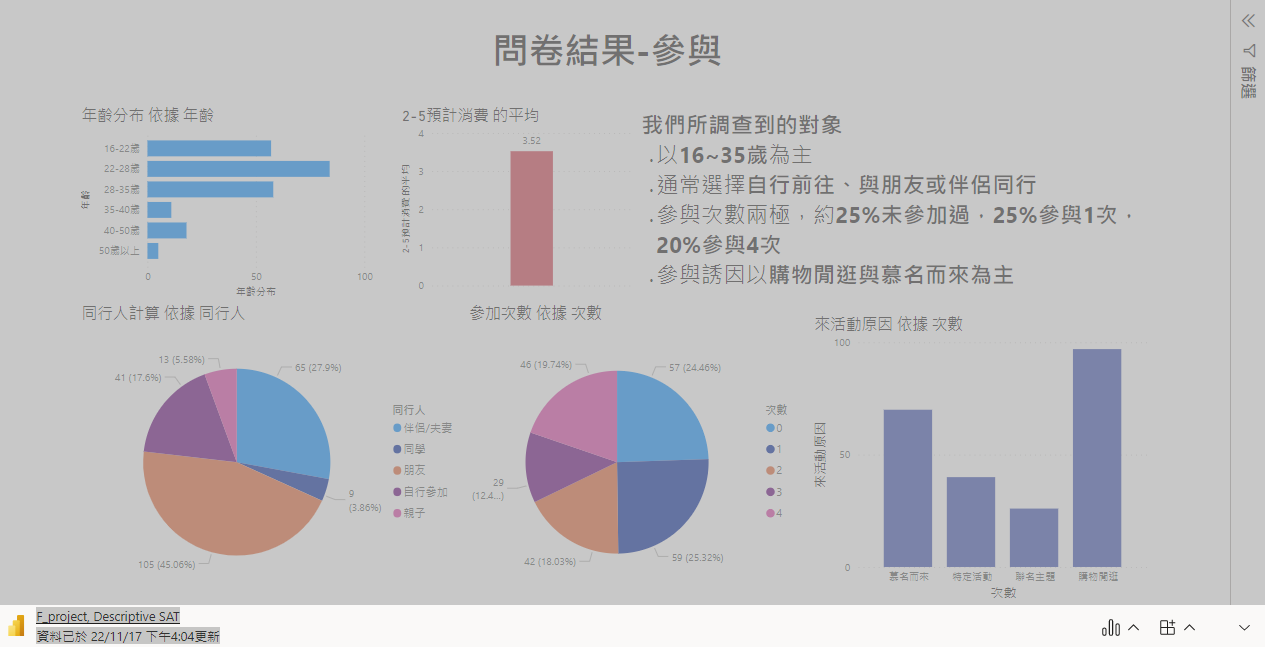 問卷結果-參與
篩選
年齡分布 依據 年齡
16-22歲
22-28歲
28-35歲
35-40歲
40-50歲
50歲以上
年齡
0
50
100
年齡分布
2-5預計消費 的平均
4
3
2
1
0
3.52
2-5預計消費 的平均
我們所調查到的對象
.以16~35歲為主
.通常選擇自行前往、與朋友或伴侶同行
.參與次數兩極，約25%未參加過，25%參與1次，
20%參與4次
.參與誘因以購物閒逛與慕名而來為主
同行人計算 依據 同行人
13 (5.58%)
65 (27.9%)
41 (17.6%)
9
(3.86%)
105 (45.06%)
同行人
伴侶/夫妻
同學
朋友
自行參加
親子
參加次數 依據 次數
46 (19.74%)
57 (24.46%)
29
(12.4...)
42 (18.03%)
59 (25.32%)
次數
0
1
2
3
4
來活動原因 依據 次數
100
50
0
來活動原因
慕名而來
特定活動
聯名主題
購物閒逛
次數
F_project, Descriptive SAT
資料已於 22/11/17 下午4:04更新